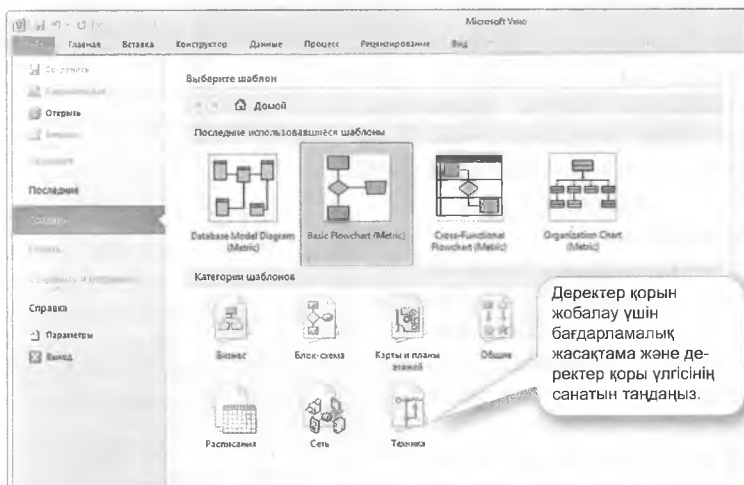 Microsoft Visio
Главная Вставка Конструктор Данные Процесс Рецензирование Вид
Сохранить
Открыть
Последние
Справка
Параметры
Выход
Выберите шаблон
Домой
Последние использовавшиеся шаблоны
Database Model Diagram (Metric)
Basic Flowchart (Metric)
Cross-Functional Flowchart (Metric)
Organization Chart (Metric)
Категории шаблонов
Бизнес
Блок-схема
Карты и планы этажей
Общие
Расписания
Сеть
Техника
Деректер қорын
жобалау үшін
бағдарламалық
жасақтама және де-
ректер қоры үлгісінің
санатын таңдаңыз.